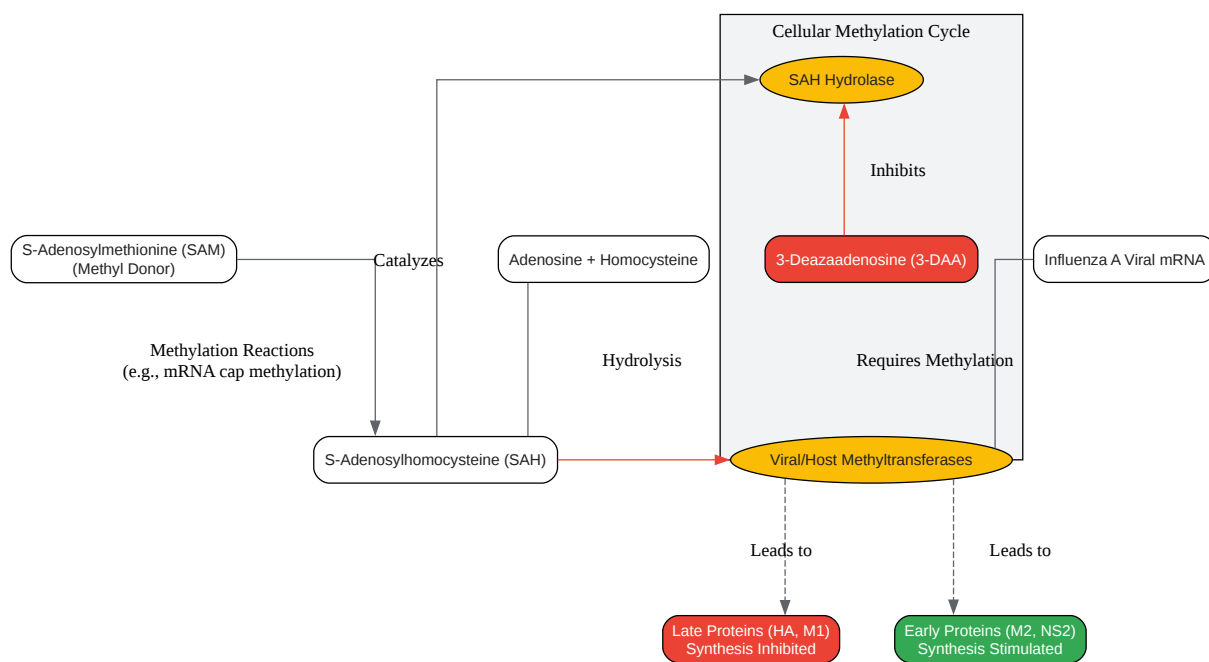 Cellular Methylation Cycle
SAH Hydrolase
Inhibits
S-Adenosylmethionine (SAM)
(Methyl Donor)
Catalyzes
Adenosine + Homocysteine
3-Deazaadenosine (3-DAA)
Influenza A Viral mRNA
Methylation Reactions
(e.g., mRNA cap methylation)
Hydrolysis
Requires Methylation
S-Adenosylhomocysteine (SAH)
Viral/Host Methyltransferases
Leads to
Leads to
Late Proteins (HA, M1)
Synthesis Inhibited
Early Proteins (M2, NS2)
Synthesis Stimulated